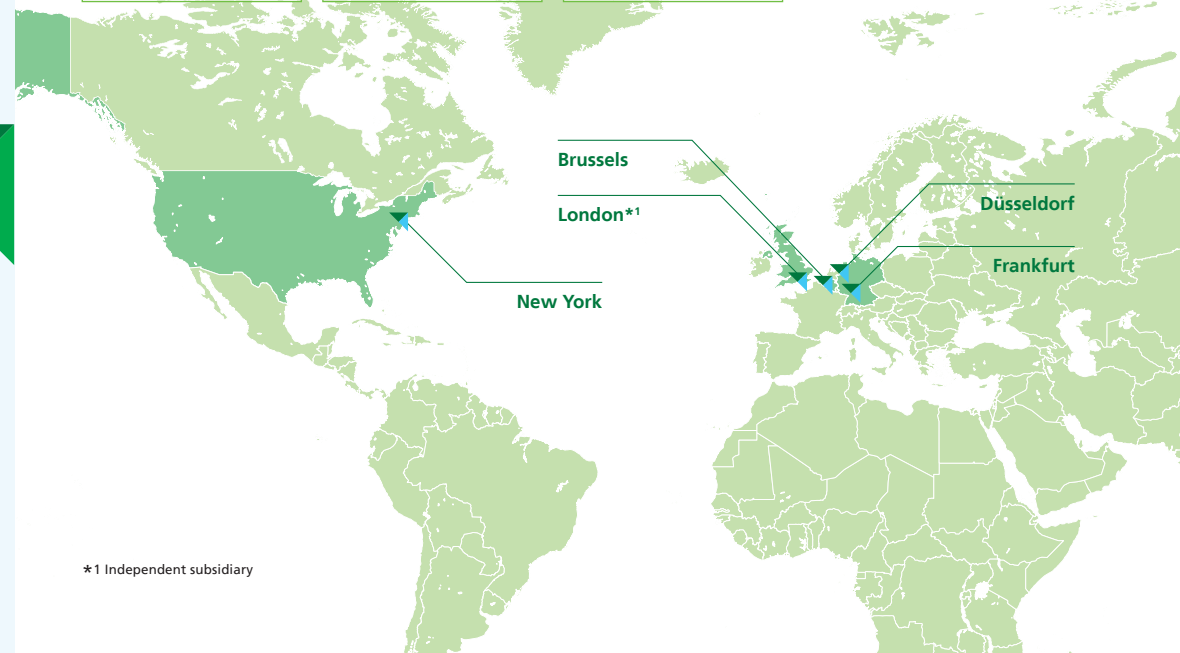 Brussels
London*1
Düsseldorf
Frankfurt
New York
*1 Independent subsidiary